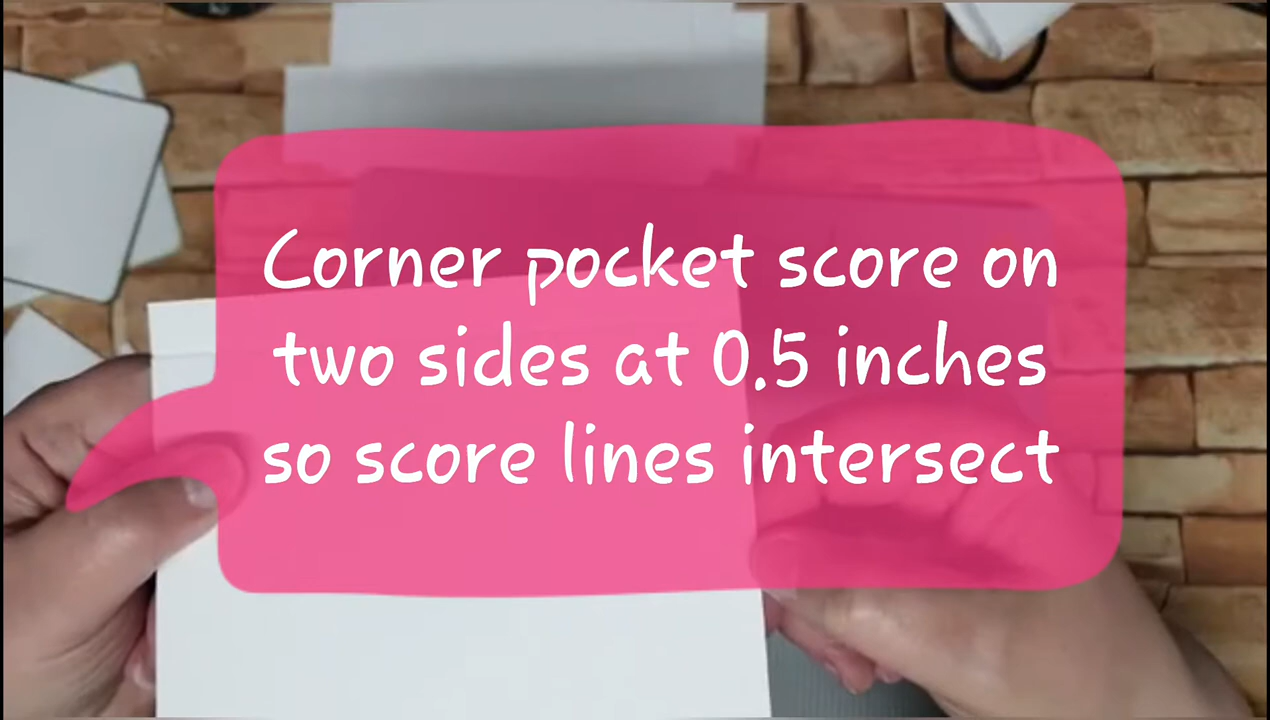 Corner pocket score on
two sides at 0.5 inches
so score lines intersect